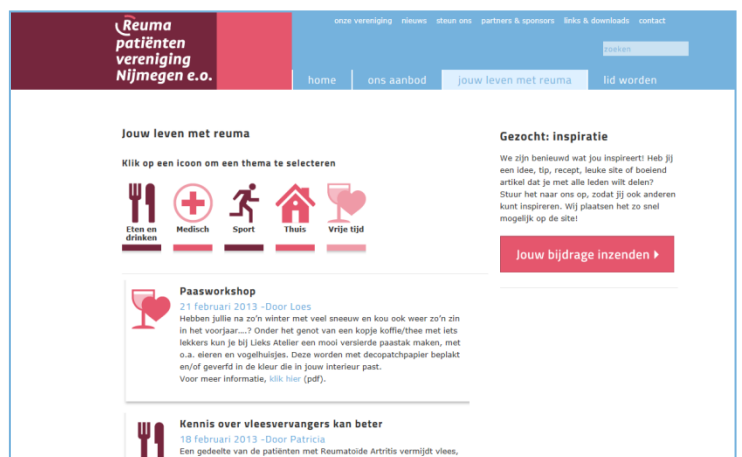 Reuma
patiënten
vereniging
Nijmegen e.o.
onze vereniging nieuws steun ons partners & sponsors links & downloads contact
zoeken
home ons aanbod jouw leven met reuma lid worden
Jouw leven met reuma
Klik op een icoon om een thema te selecteren
Eten en
drinken
Medisch
Sport
Thuis
Vrije tijd
Paasworkshop
21 februari 2013 -Door Loes
Hebben jullie na zo'n winter met veel sneeuw en kou ook weer zo'n zin
in het voorjaar....? Onder het genot van een kopje koffie/thee met iets
lekkers kun je bij Lieks Atelier een mooi versierde paastak maken, met
o.a. eieren en vogelhuisjes. Deze worden met decopatchpapier beplakt
en/of geverfd in de kleur die in jouw interieur past.
Voor meer informatie, klik hier (pdf).
Kennis over vleesvervangers kan beter
18 februari 2013 -Door Patricia
Een gedeelte van de patiënten met Reumatoïde Artritis vermijdt vlees,
Gezocht: inspiratie
We zijn benieuwd wat jou inspireert! Heb jij
een idee, tip, recept, leuke site of boeiend
artikel dat je met alle leden wilt delen?
Stuur het naar ons op, zodat jij ook anderen
kunt inspireren. Wij plaatsen het zo snel
mogelijk op de site!
Jouw bijdrage inzenden